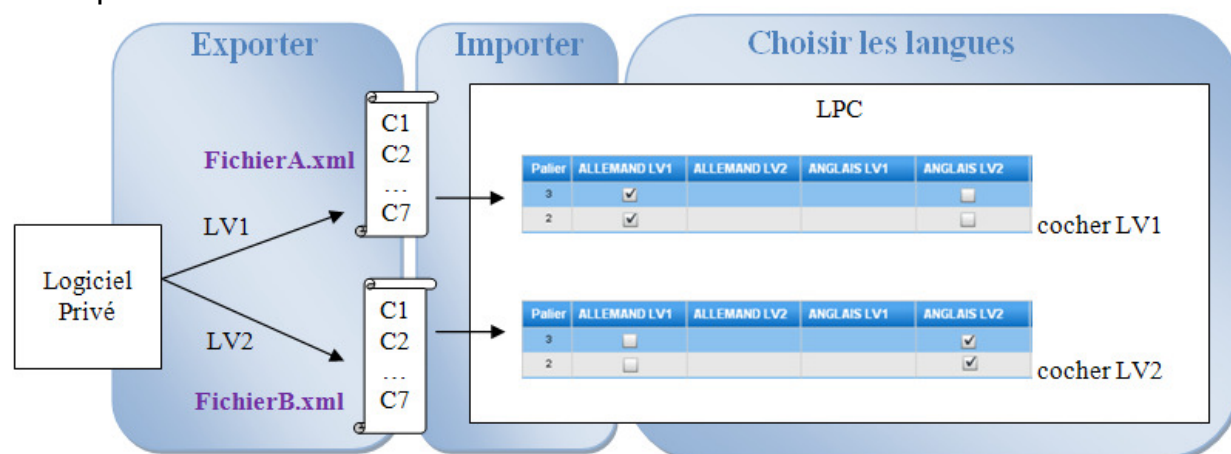 Exporter
Importer
Choisir les langues
LPC
C1
C2
...
C7
FichierA.xml
LV1
Logiciel
Privé
LV2
FichierB.xml
C1
C2
...
C7
Palier ALLEMAND LV1 ALLEMAND LV2 ANGLAIS LV1 ANGLAIS LV2
3
2
cocher LV1
Palier ALLEMAND LV1 ALLEMAND LV2 ANGLAIS LV1 ANGLAIS LV2
3
2
cocher LV2